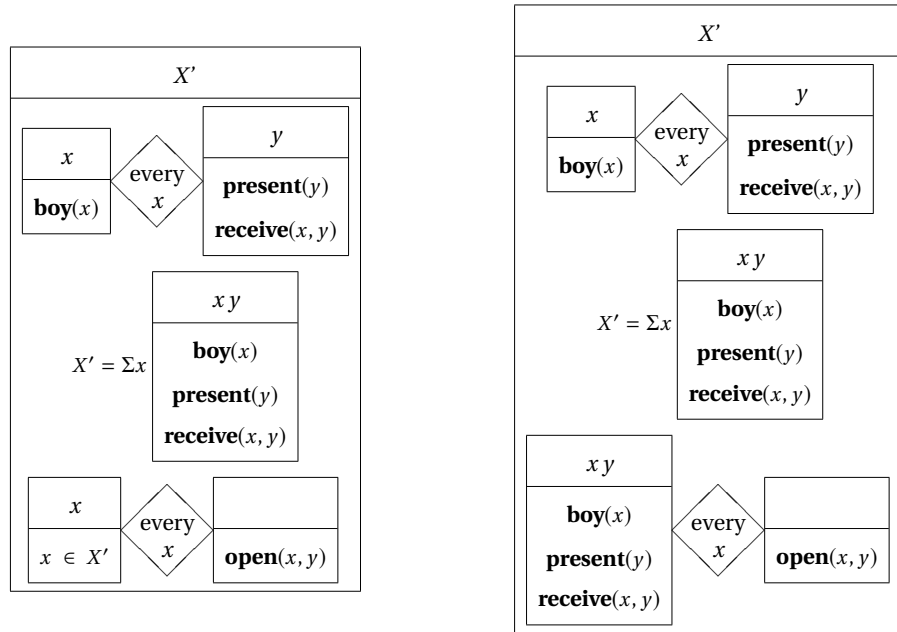 X’
x
boy(x)
every
x
y
present(y)
receive(x, y)
X′ = Σx
x y
boy(x)
present(y)
receive(x, y)
x
x ∈ X′
every
x
open(x, y)
X’
x
boy(x)
every
x
y
present(y)
receive(x, y)
X′ = Σx
x y
boy(x)
present(y)
receive(x, y)
x y
boy(x)
present(y)
receive(x, y)
every
x
open(x, y)